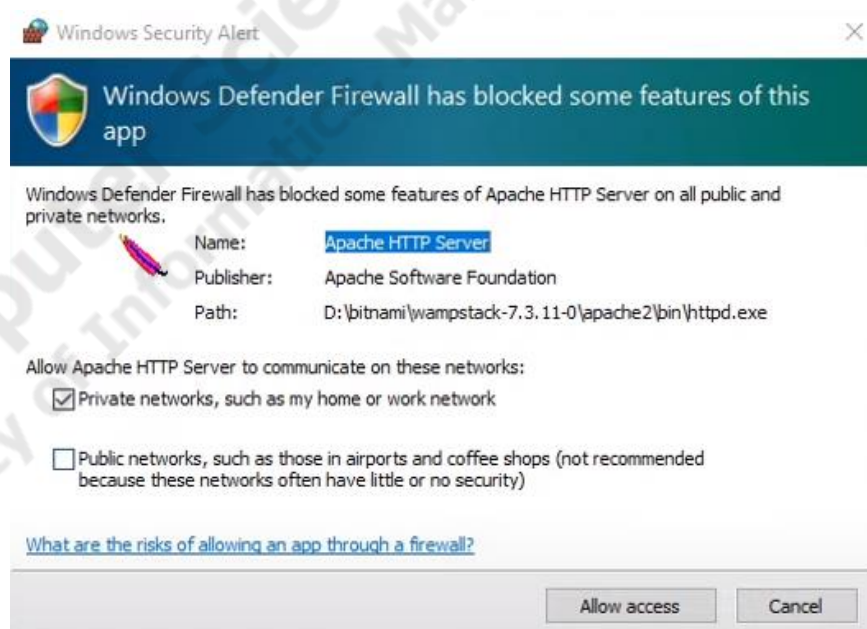 Windows Security Alert
Windows Defender Firewall has blocked some features of this
app
Windows Defender Firewall has blocked some features of Apache HTTP Server on all public and
private networks.
Name: Apache HTTP Server
Publisher: Apache Software Foundation
Path: D:\bitnami\wampstack-7.3.11-0\apache2\bin\httpd.exe
Allow Apache HTTP Server to communicate on these networks:
Private networks, such as my home or work network
Public networks, such as those in airports and coffee shops (not recommended
because these networks often have little or no security)
What are the risks of allowing an app through a firewall?
Allow access Cancel